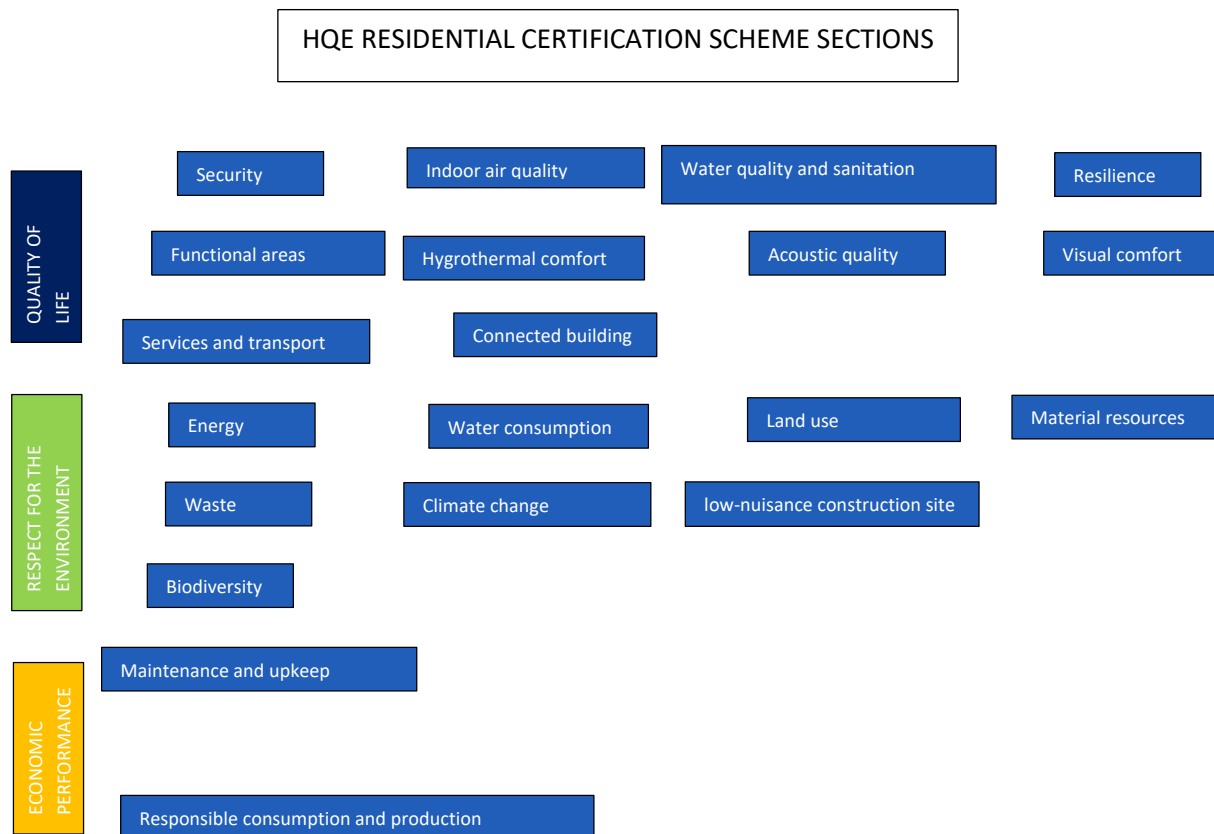 HQE RESIDENTIAL CERTIFICATION SCHEME SECTIONS
QUALITY OF
LIFE
Security
Indoor air quality
Water quality and sanitation
Resilience
Functional areas
Hygrothermal comfort
Acoustic quality
Visual comfort
Services and transport
Connected building
RESPECT FOR THE
ENVIRONMENT
Energy
Water consumption
Land use
Material resources
Waste
Climate change
low-nuisance construction site
Biodiversity
ECONOMIC
PERFORMANCE
Maintenance and upkeep
Responsible consumption and production